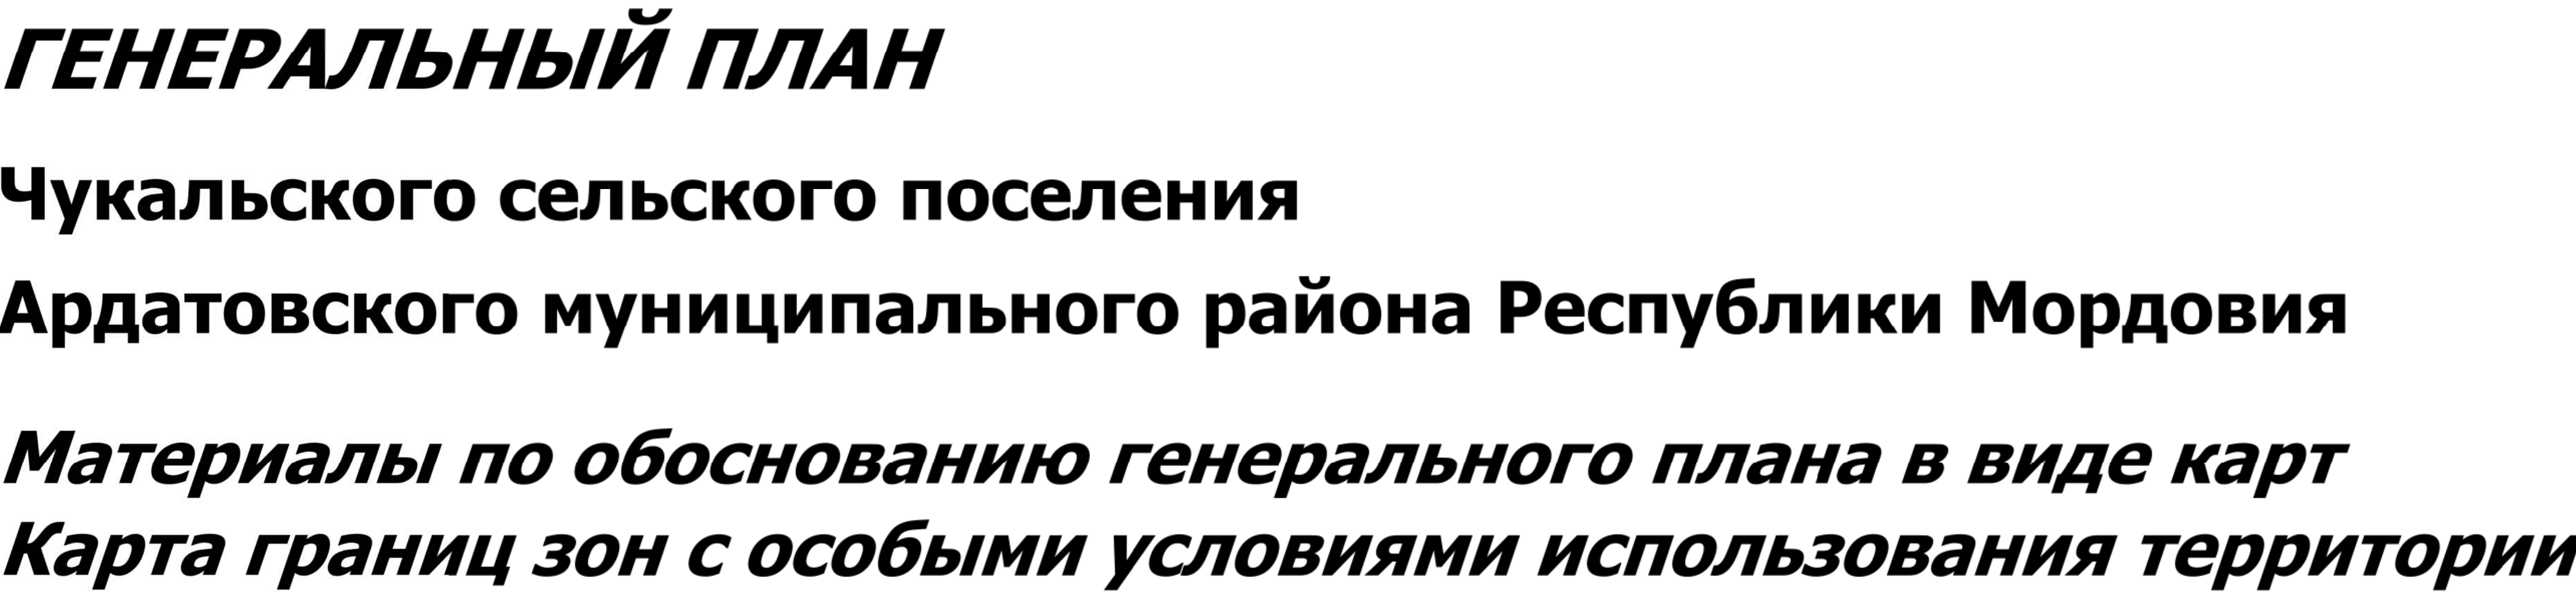 ГЕНЕРАЛЬНЫЙ ПЛАН
Чукальского сельского поселения
Ардатовского муниципального района Республики Мордовия
Материалы по обоснованию генерального плана в виде карт
Карта границ зон с особыми условиями использования территории